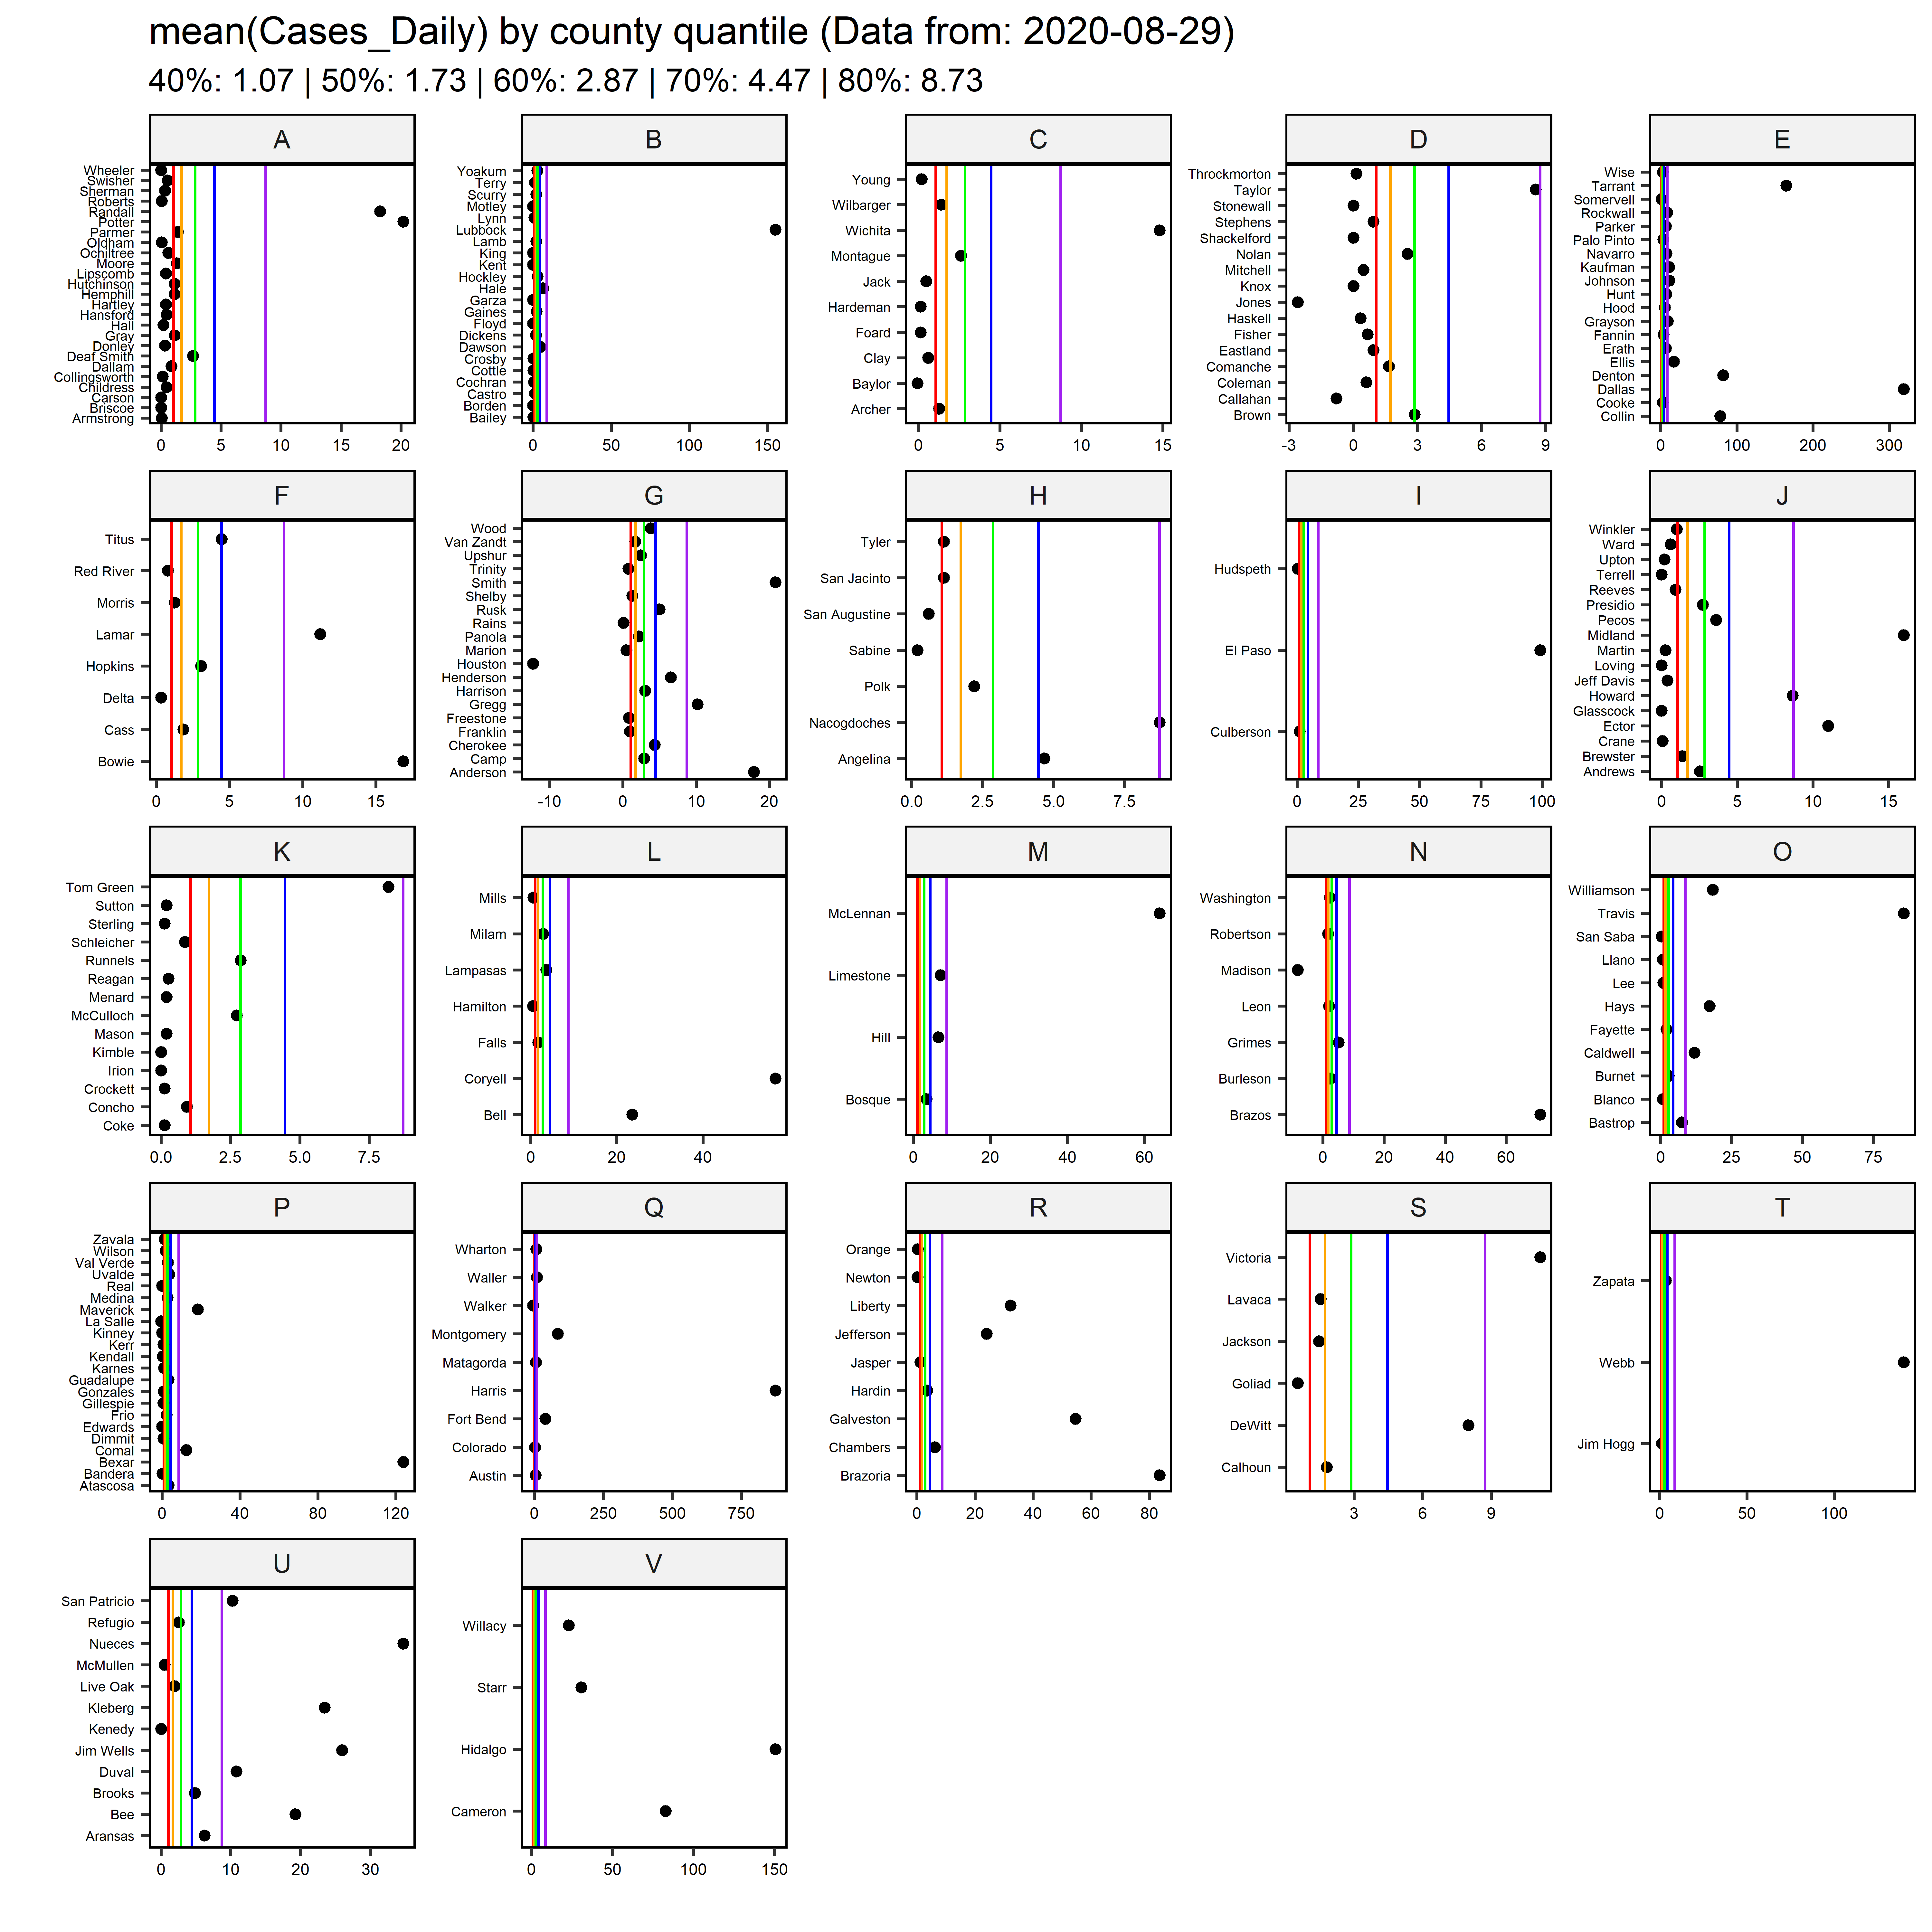 mean(Cases_Daily) by county quantile (Data from: 2020-08-29)
40%: 1.07 | 50%: 1.73 | 60%: 2.87 | 70%: 4.47 | 80%: 8.73
A
Wheeler
Swisher
Sherman
Roberts
Randall
Potter
Parmer
Oldham
Ochiltree
Moore
Lipscomb
Hutchinson
Hemphill
Hartley
Hansford
Hall
Gray
Donley
Deaf Smith
Dallam
Collingsworth
Childress
Carson
Briscoe
Armstrong
0 5 10 15 20
B
Yoakum
Terry
Scurry
Motley
Lynn
Lubbock
Lamb
King
Kent
Hockley
Hale
Garza
Gaines
Floyd
Dickens
Dawson
Crosby
Cottle
Cochran
Castro
Borden
Bailey
0 50 100 150
C
Young
Wilbarger
Wichita
Montague
Jack
Hardeman
Foard
Clay
Baylor
Archer
0 5 10 15
D
Throckmorton
Taylor
Stonewall
Stephens
Shackelford
Nolan
Mitchell
Knox
Jones
Haskell
Fisher
Eastland
Comanche
Coleman
Callahan
Brown
-3 0 3 6 9
E
Wise
Tarrant
Somervell
Rockwall
Parker
Palo Pinto
Navarro
Kaufman
Johnson
Hunt
Hood
Grayson
Fannin
Erath
Ellis
Denton
Dallas
Cooke
Collin
0 100 200 300
F
Titus
Red River
Morris
Lamar
Hopkins
Delta
Cass
Bowie
0 5 10 15
G
Wood
Van Zandt
Upshur
Trinity
Smith
Shelby
Rusk
Rains
Panola
Marion
Houston
Henderson
Harrison
Gregg
Freestone
Franklin
Cherokee
Camp
Anderson
-10 0 10 20
H
Tyler
San Jacinto
San Augustine
Sabine
Polk
Nacogdoches
Angelina
0.0 2.5 5.0 7.5
I
Hudspeth
El Paso
Culberson
0 25 50 75 100
J
Winkler
Ward
Upton
Terrell
Reeves
Presidio
Pecos
Midland
Martin
Loving
Jeff Davis
Howard
Glasscock
Ector
Crane
Brewster
Andrews
0 5 10 15
K
Tom Green
Sutton
Sterling
Schleicher
Runnels
Reagan
Menard
McCulloch
Mason
Kimble
Irion
Crockett
Concho
Coke
0.0 2.5 5.0 7.5
L
Mills
Milam
Lampasas
Hamilton
Falls
Coryell
Bell
0 20 40
M
McLennan
Limestone
Hill
Bosque
0 20 40 60
N
Washington
Robertson
Madison
Leon
Grimes
Burleson
Brazos
0 20 40 60
O
Williamson
Travis
San Saba
Llano
Lee
Hays
Fayette
Caldwell
Burnet
Blanco
Bastrop
0 25 50 75
P
Zavala
Wilson
Val Verde
Uvalde
Real
Medina
Maverick
La Salle
Kinney
Kerr
Kendall
Karnes
Guadalupe
Gonzales
Gillespie
Frio
Edwards
Dimmit
Comal
Bexar
Bandera
Atascosa
0 40 80 120
Q
Wharton
Waller
Walker
Montgomery
Matagorda
Harris
Fort Bend
Colorado
Austin
0 250 500 750
R
Orange
Newton
Liberty
Jefferson
Jasper
Hardin
Galveston
Chambers
Brazoria
0 20 40 60 80
S
Victoria
Lavaca
Jackson
Goliad
DeWitt
Calhoun
3 6 9
T
Zapata
Webb
Jim Hogg
0 50 100
U
San Patricio
Refugio
Nueces
McMullen
Live Oak
Kleberg
Kenedy
Jim Wells
Duval
Brooks
Bee
Aransas
0 10 20 30
V
Willacy
Starr
Hidalgo
Cameron
0 50 100 150